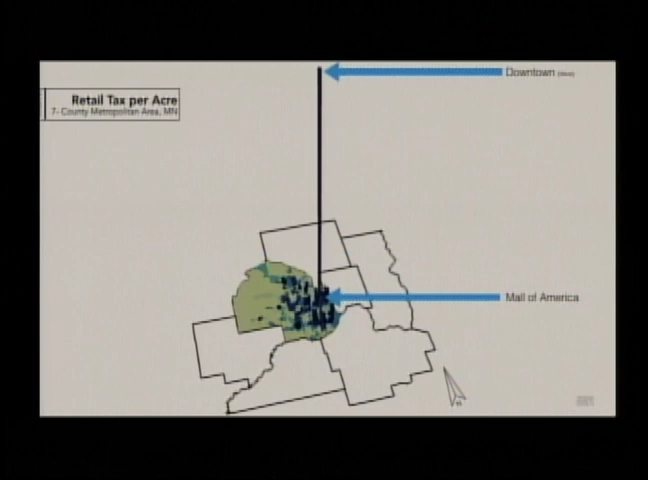 Downtown
Retail Tax per Acre
7- County Metropolitan Area, MN
Mall of America
N